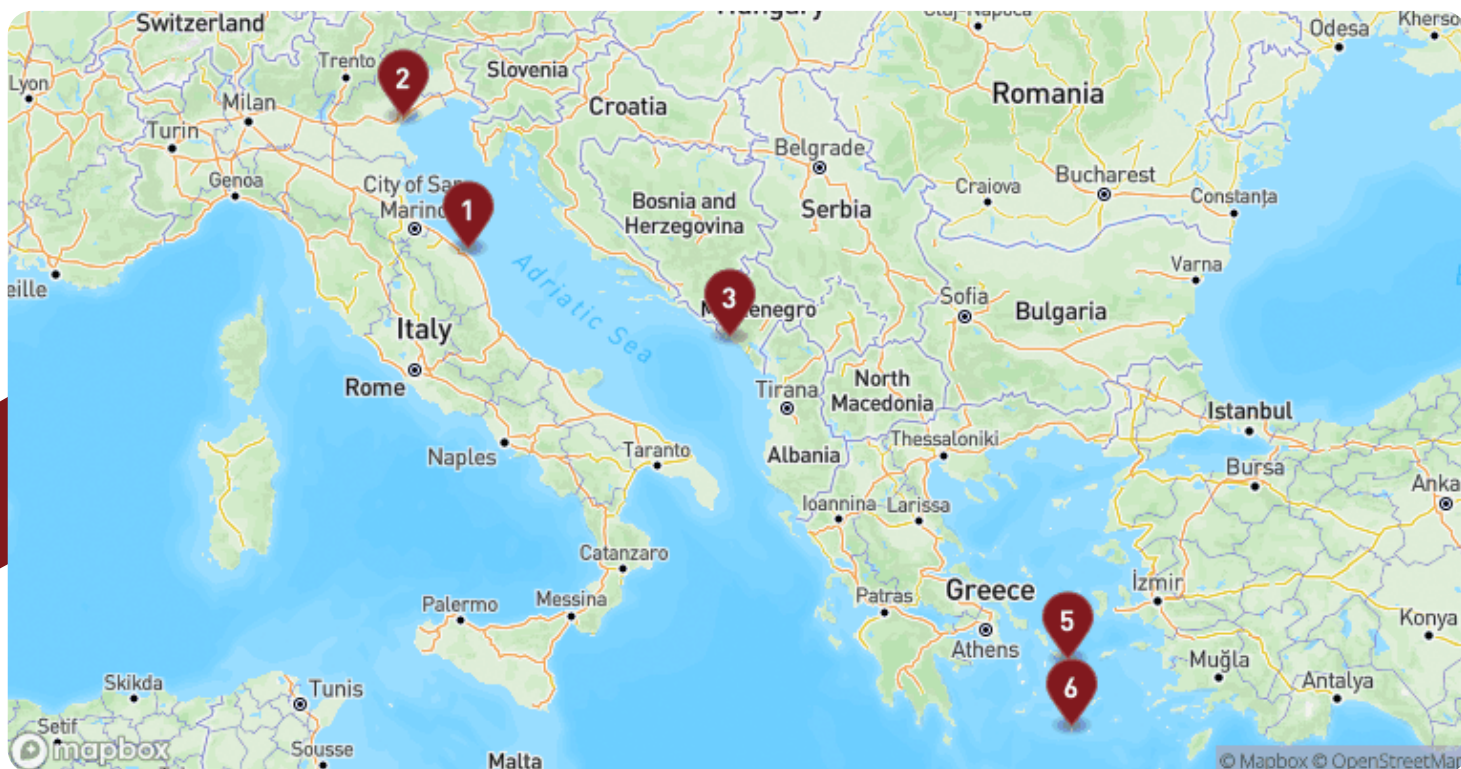 Hungary
Cluj-Napoca
Switzerland
Kherso
Odesa
Trento
2
Slovenia
Lyon
Milan
Croatia
Romania
Turin
Belgrade
Genoa
City of San
Marino
1
Bosnia and
Herzegovina
Serbia
Craiova
Bucharest
Constanța
Adriatic Sea
eille
Varna
3
Montenegro
Sofia
Bulgaria
Italy
Rome
Tirana
North
Macedonia
Istanbul
Naples
Taranto
Albania
Thessaloniki
Bursa
Anka
Ioannina
Larissa
Catanzaro
İzmir
Palermo
Messina
Patras
Greece
5
Konya
Athens
Muğla
6
Skikda
Tunis
Antalya
Setif
mapbox
Sousse
Malta
© Mapbox © OpenStreetMap